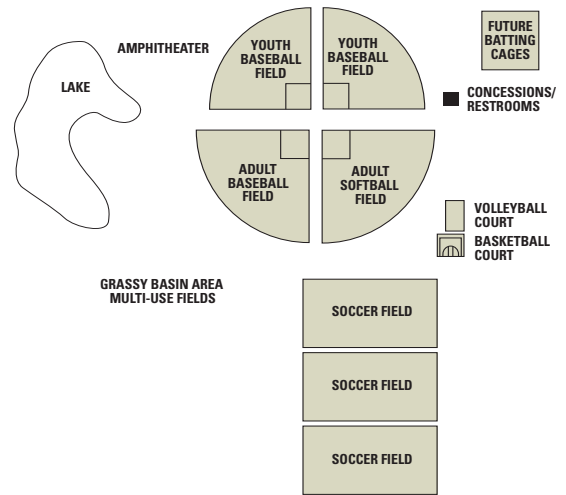 AMPHITHEATER
LAKE
YOUTH
BASEBALL
FIELD
YOUTH
BASEBALL
FIELD
FUTURE
BATTING
CAGES
CONCESSIONS/
RESTROOMS
ADULT
BASEBALL
FIELD
ADULT
SOFTBALL
FIELD
VOLLEYBALL
COURT
BASKETBALL
COURT
GRASSY BASIN AREA
MULTI-USE FIELDS
SOCCER FIELD
SOCCER FIELD
SOCCER FIELD